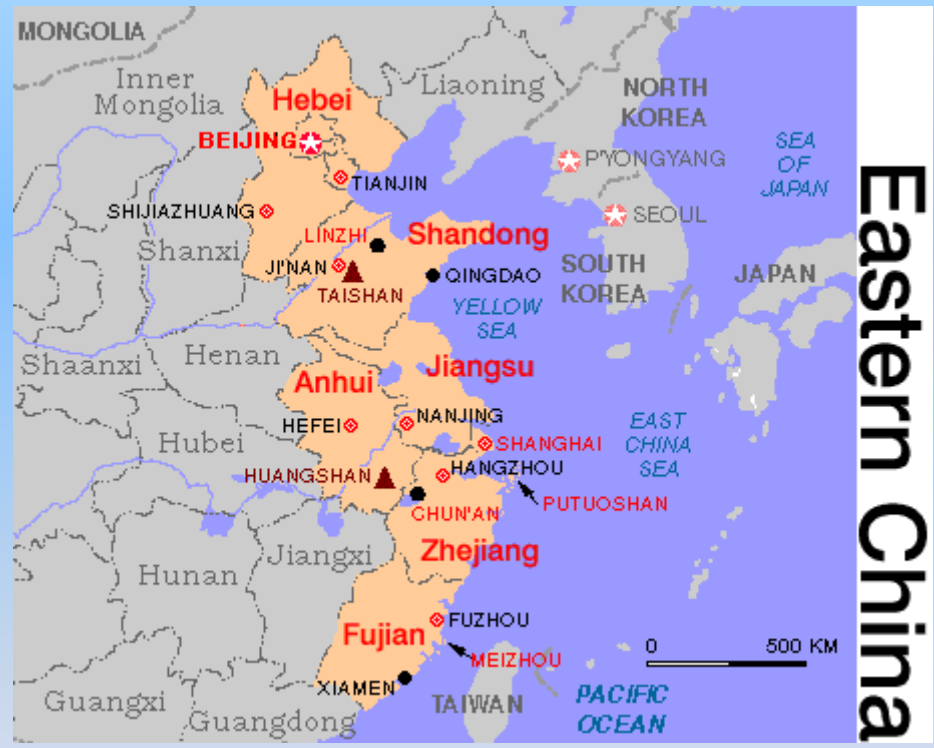 MONGOLIA
Inner
Mongolia
Hebei
Liaoning
NORTH
KOREA
BEIJING
P'YONGYANG
SEA
OF
JAPAN
TIANJIN
SHIJIAZHUANG
SEOUL
Shanxi
LINZHI
Shandong
JI'NAN
TAISHAN
QINGDAO
SOUTH
KOREA
JAPAN
YELLOW
SEA
Shaanxi
Henan
Anhui
Jiangsu
HEFEI
NANJING
Hubei
SHANGHAI
EAST
CHINA
SEA
HUANGSHAN
HANGZHOU
PUTUOSHAN
CHUN'AN
Zhejiang
Jiangxi
Hunan
Fujian
FUZHOU
MEIZHOU
0 500 KM
XIAMEN
TAIWAN
PACIFIC
OCEAN
Guangxi
Guangdong
Eastern China